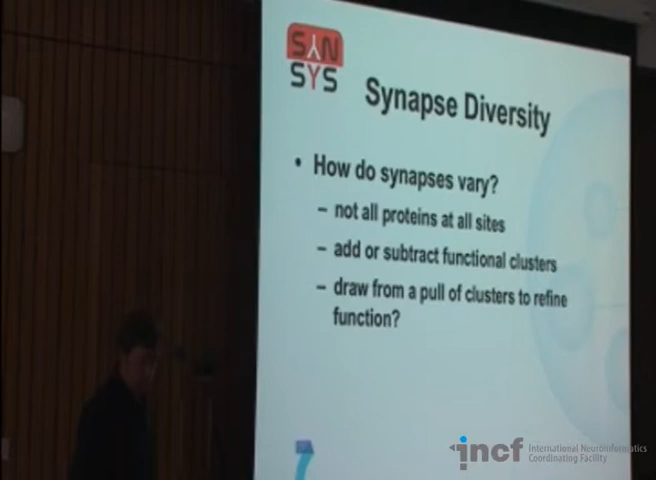 SYN
SYS
Synapse Diversity
• How do synapses vary?
– not all proteins at all sites
– add or subtract functional clusters
– draw from a pull of clusters to refine
function?
7
incf International Neuroinformatics
Coordinating Facility